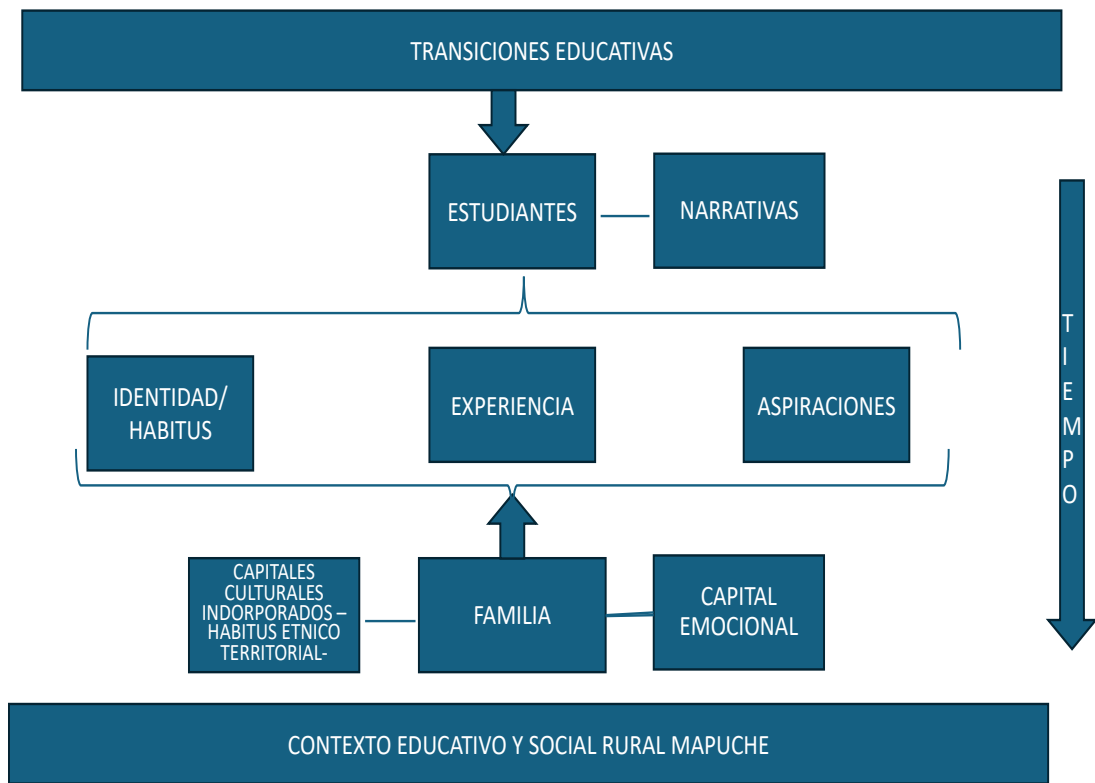 TRANSICIONES EDUCATIVAS
ESTUDIANTES
NARRATIVAS
IDENTIDAD/
HABITUS
EXPERIENCIA
ASPIRACIONES
TIEMPO
CAPITALES
CULTURALES
INDORPORADOS –
HABITUS ETNICO
TERRITORIAL-
FAMILIA
CAPITAL
EMOCIONAL
CONTEXTO EDUCATIVO Y SOCIAL RURAL MAPUCHE